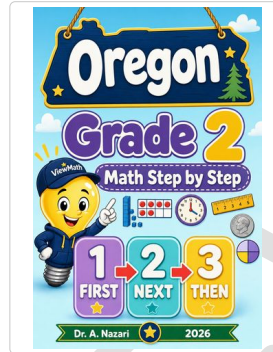 Oregon
Grade 2
ViewMath
Math Step by Step
1 2 3
FIRST NEXT THEN
Dr. A. Nazari 2026